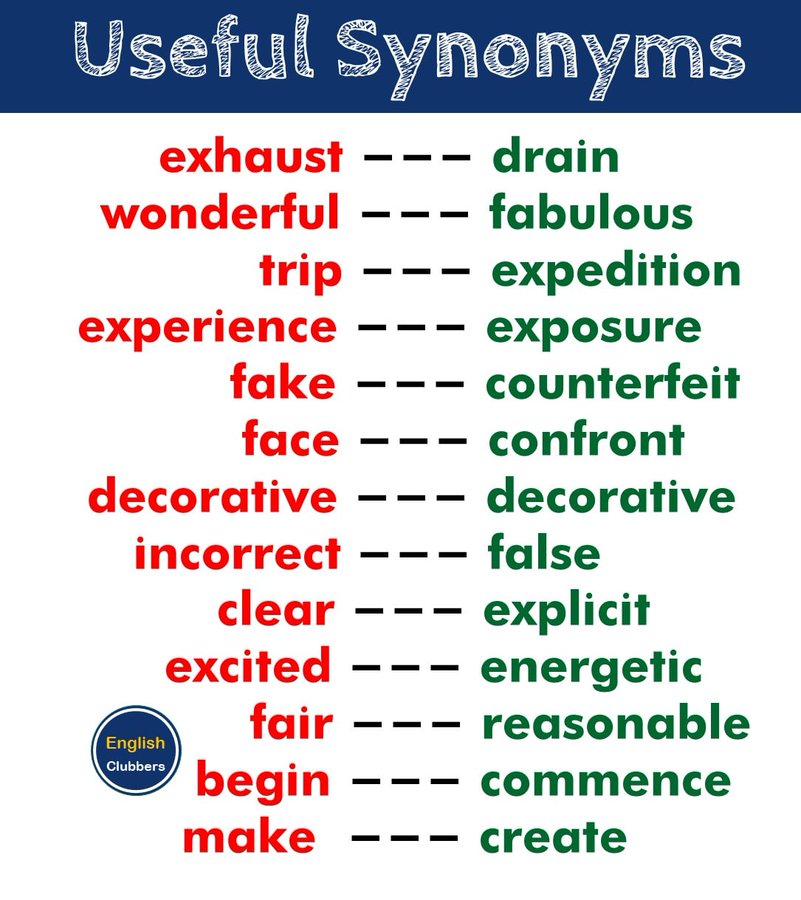 Useful Synonyms
exhaust --- drain
wonderful --- fabulous
trip --- expedition
experience --- exposure
fake --- counterfeit
face --- confront
decorative --- decorative
incorrect --- false
clear --- explicit
excited --- energetic
fair --- reasonable
English
Clubbers
begin --- commence
make --- create